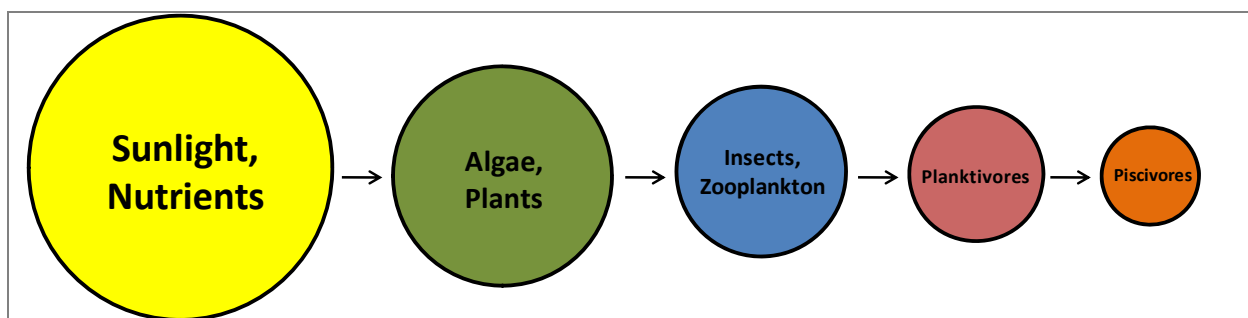 Sunlight,
Nutrients
Algae,
Plants
Insects,
Zooplankton
Planktivores
Piscivores